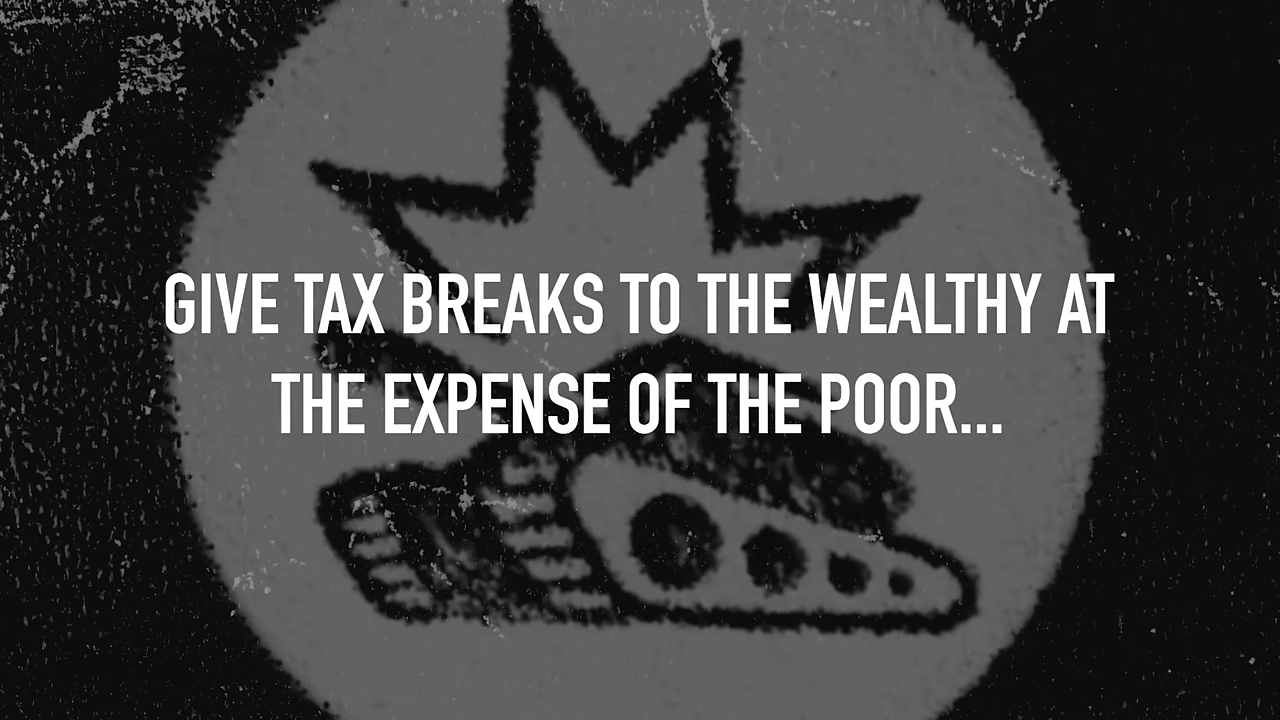 GIVE TAX BREAKS TO THE WEALTHY AT
THE EXPENSE OF THE POOR...